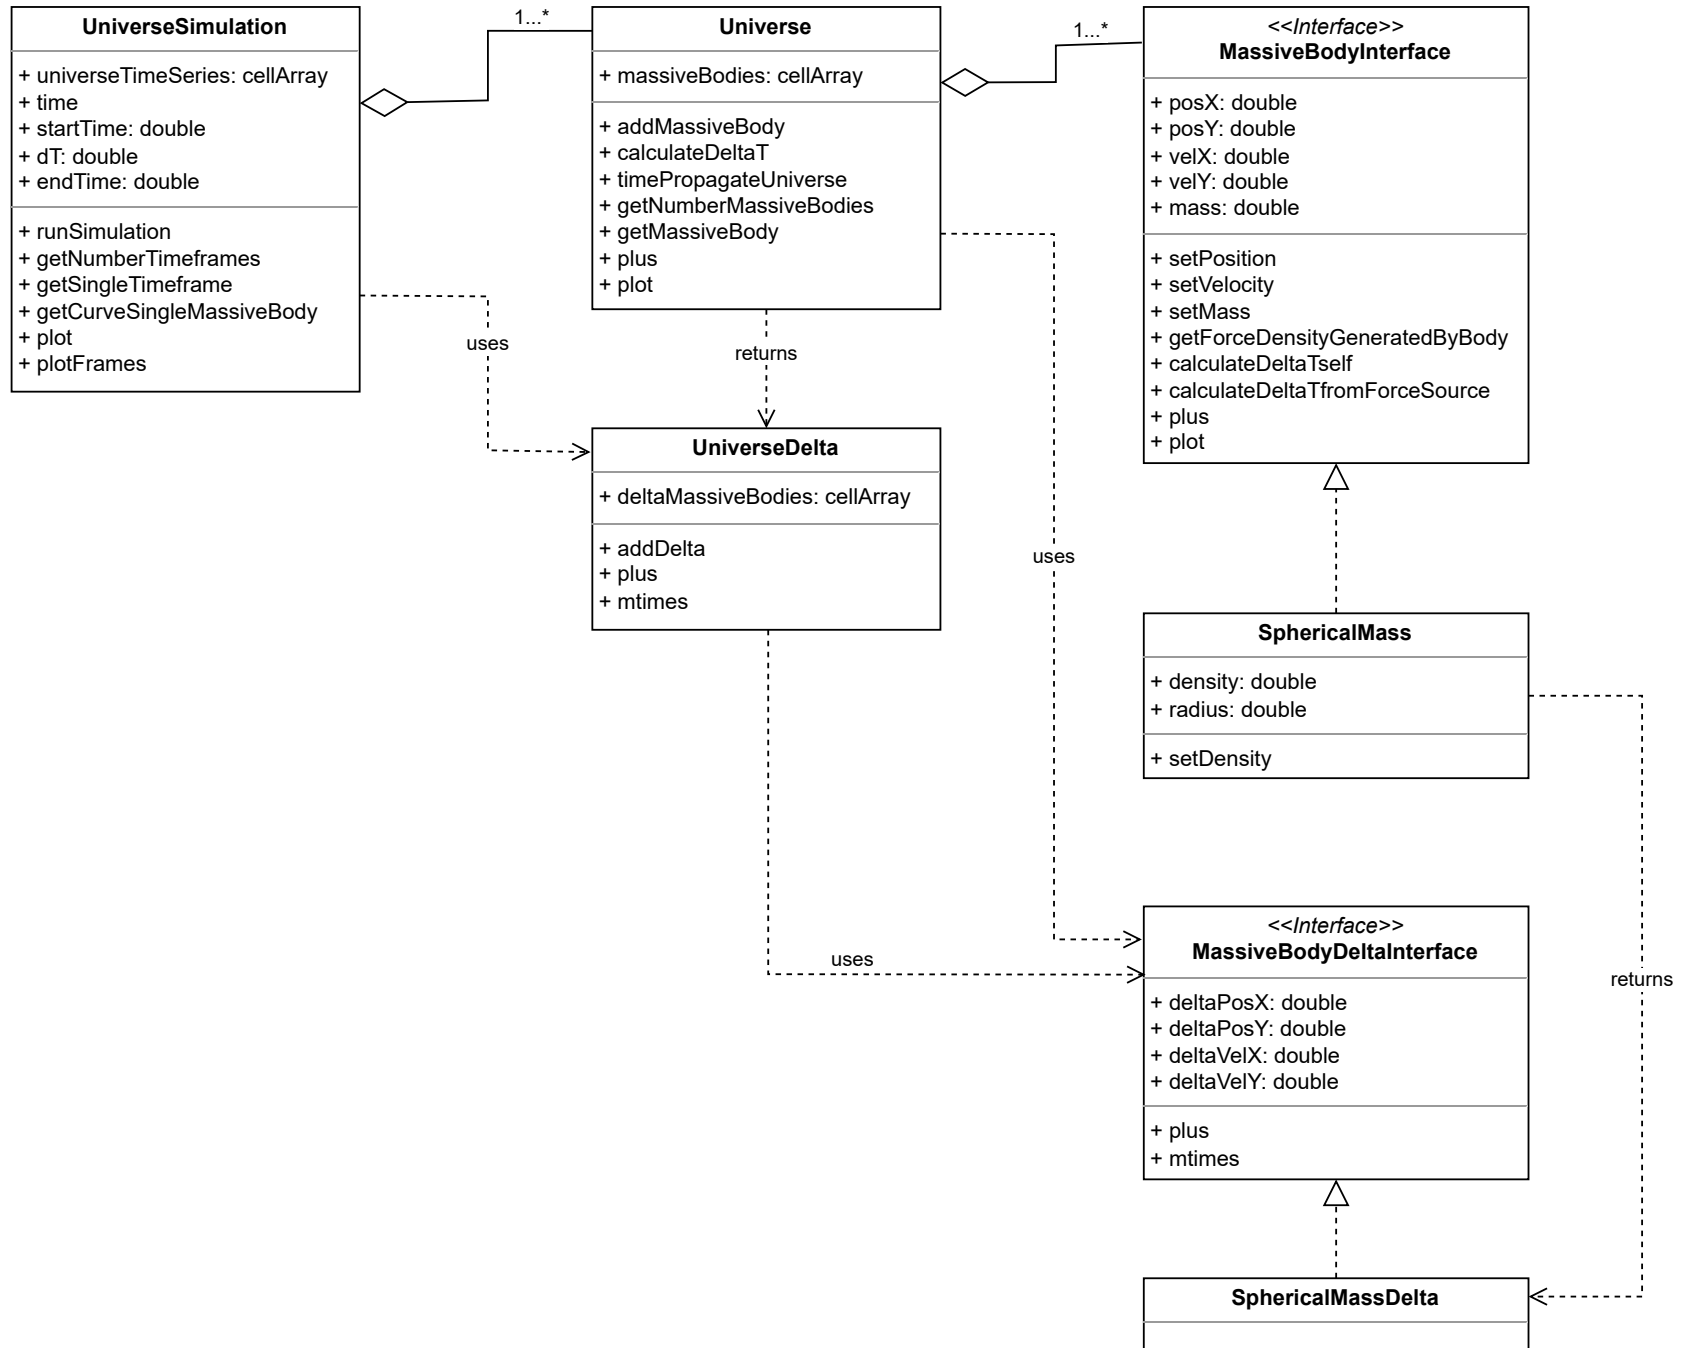 UniverseSimulation
+ universeTimeSeries: cellArray
+ time
+ startTime: double
+ dT: double
+ endTime: double
+ runSimulation
+ getNumberTimeframes
+ getSingleTimeframe
+ getCurveSingleMassiveBody
+ plot
+ plotFrames
1...*
uses
Universe
+ massiveBodies: cellArray
+ addMassiveBody
+ calculateDeltaT
+ timePropagateUniverse
+ getNumberMassiveBodies
+ getMassiveBody
+ plus
+ plot
1...*
returns
UniverseDelta
+ deltaMassiveBodies: cellArray
+ addDelta
+ plus
+ mtimes
uses
uses
<<Interface>>
MassiveBodyInterface
+ posX: double
+ posY: double
+ velX: double
+ velY: double
+ mass: double
+ setPosition
+ setVelocity
+ setMass
+ getForceDensityGeneratedByBody
+ calculateDeltaTself
+ calculateDeltaTfromForceSource
+ plus
+ plot
SphericalMass
+ density: double
+ radius: double
+ setDensity
returns
<<Interface>>
MassiveBodyDeltaInterface
+ deltaPosX: double
+ deltaPosY: double
+ deltaVelX: double
+ deltaVelY: double
+ plus
+ mtimes
SphericalMassDelta